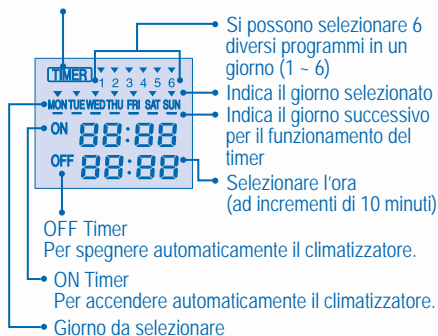 Si possono selezionare 6
diversi programmi in un
giorno (1 ~ 6)
TIMER
1 2 3 4 5 6
Indica il giorno selezionato
MON TUE WED THU FRI SAT SUN
Indica il giorno successivo
per il funzionamento del
timer
ON 88:88
OFF 88:88
Selezionare l'ora
(ad incrementi di 10 minuti)
OFF Timer
Per spegnere automaticamente il climatizzatore.
ON Timer
Per accendere automaticamente il climatizzatore.
Giorno da selezionare